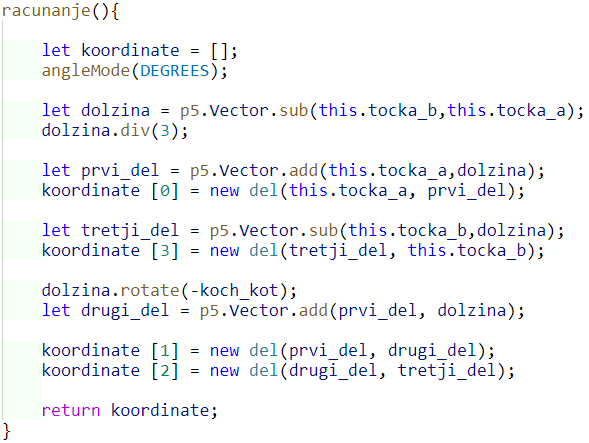 racunanje(){
let koordinate = [];
angleMode(DEGREES);
let dolzina = p5.Vector.sub(this.tocka_b,this.tocka_a);
dolzina.div(3);
let prvi_del = p5.Vector.add(this.tocka_a,dolzina);
koordinate [0] = new del(this.tocka_a, prvi_del);
let tretji_del = p5.Vector.sub(this.tocka_b,dolzina);
koordinate [3] = new del(tretji_del, this.tocka_b);
dolzina.rotate(-koch_kot);
let drugi_del = p5.Vector.add(prvi_del, dolzina);
koordinate [1] = new del(prvi_del, drugi_del);
koordinate [2] = new del(drugi_del, tretji_del);
return koordinate;
}